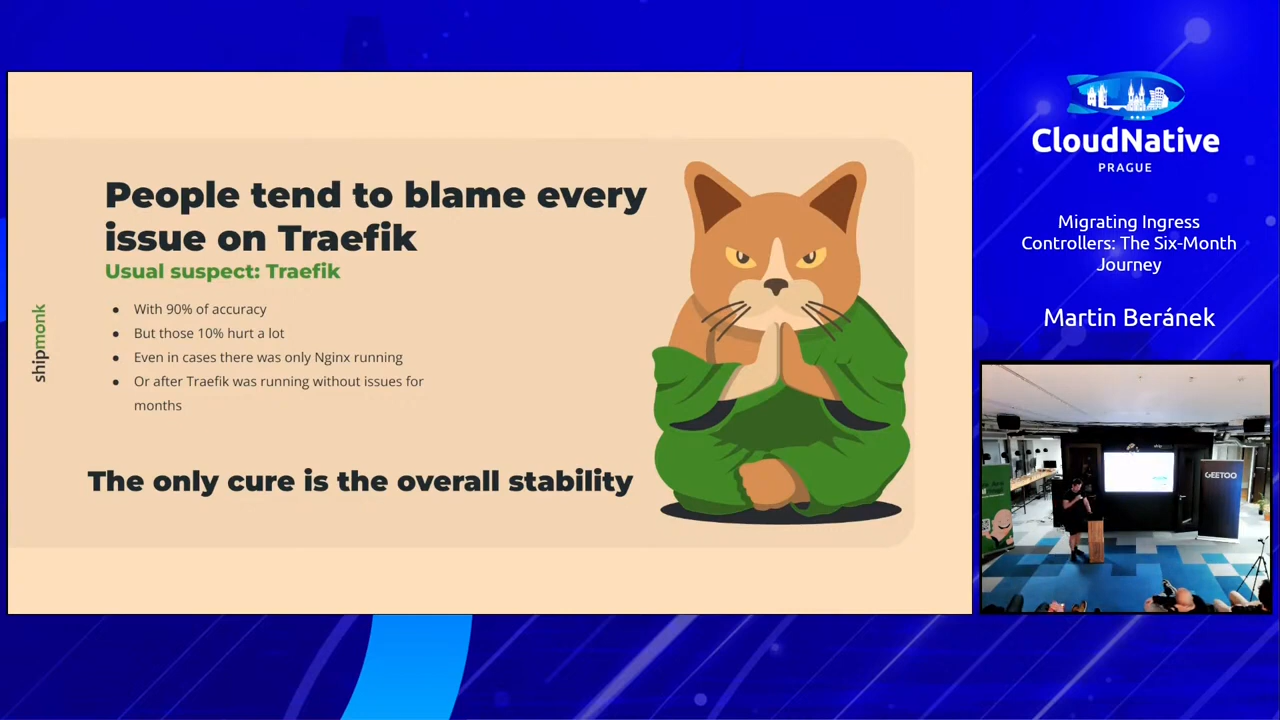 People tend to blame every
issue on Traefik
Usual suspect: Traefik
With 90% of accuracy
But those 10% hurt a lot
Even in cases there was only Nginx running
Or after Traefik was running without issues for
months
The only cure is the overall stability
shipmonk
CloudNative
PRAGUE
Migrating Ingress
Controllers: The Six-Month
Journey
Martin Beránek
GEETOO